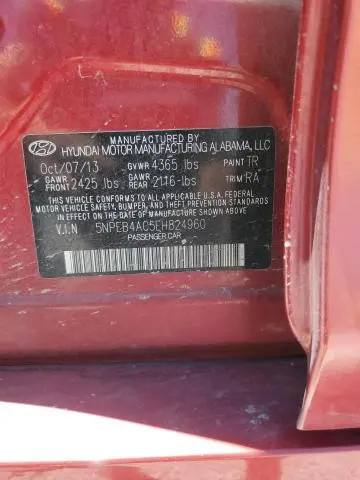 MANUFACTURED BY
HYUNDAI MOTOR MANUFACTURING ALABAMA, LLC
Oct/07/13 GVWR 4365 lbs PAINT TR
GAWR FRONT 2425 lbs GAWR REAR 2116-lbs TRIM RA
THIS VEHICLE CONFORMS TO ALL APPLICABLE U.S.A. FEDERAL
MOTOR VEHICLE SAFETY, BUMPER, AND THEFT PREVENTION STANDARDS
IN EFFECT ON THE DATE OF MANUFACTURE SHOWN ABOVE.
V.I.N 5NPEB4AC5EH824960
PASSENGER CAR